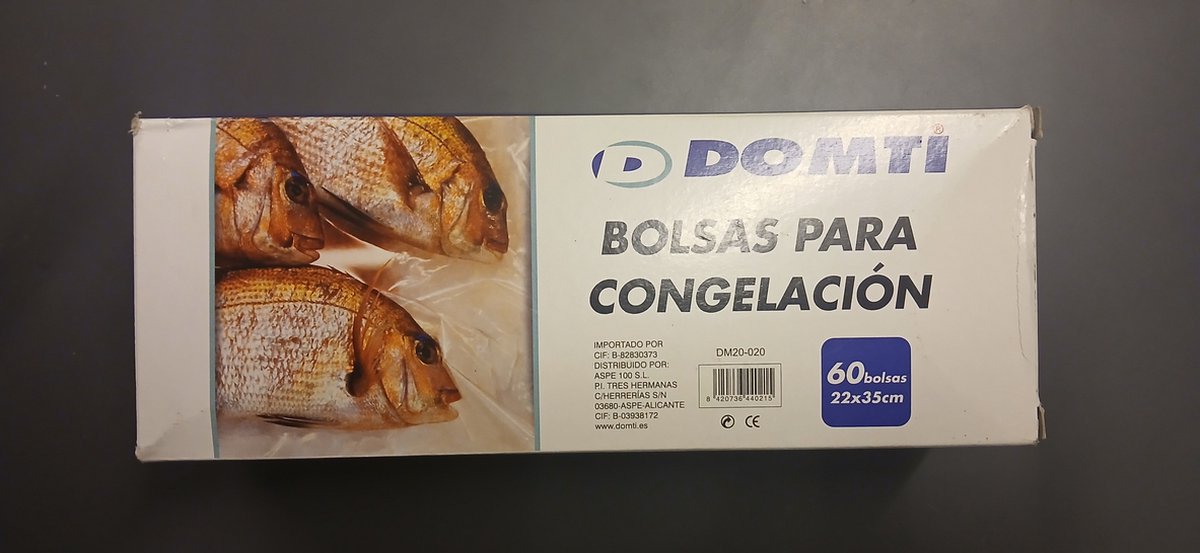 D DOMTI®
BOLSAS PARA
CONGELACIÓN
IMPORTADO POR
CIF: B-82830373
DISTRIBUIDO POR:
ASPE 100 S.L.
P.I. TRES HERMANAS
C/HERRERÍAS S/N
03680-ASPE-ALICANTE
CIF: B-03938172
www.domti.es
DM20-020
8 420736 440215
CE
60bolsas
22x35cm